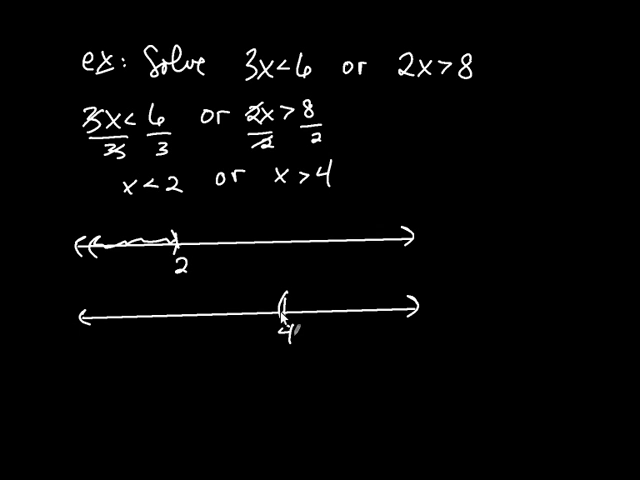 ex: Solve 3x<6 or 2x>8
3x/3 < 6/3 or 2x/2 > 8/2
x<2 or x>4
2
4